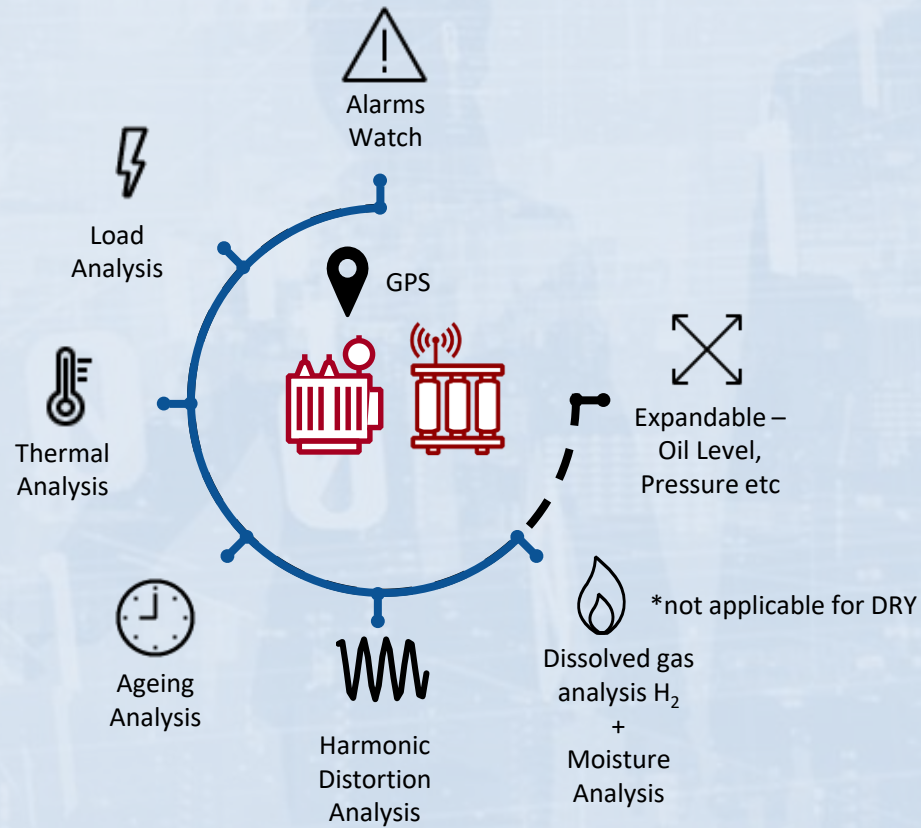 Alarms
Watch
Load
Analysis
GPS
Thermal
Analysis
Expandable –
Oil Level,
Pressure etc
Ageing
Analysis
*not applicable for DRY
Dissolved gas
analysis H₂
+
Moisture
Analysis
Harmonic
Distortion
Analysis